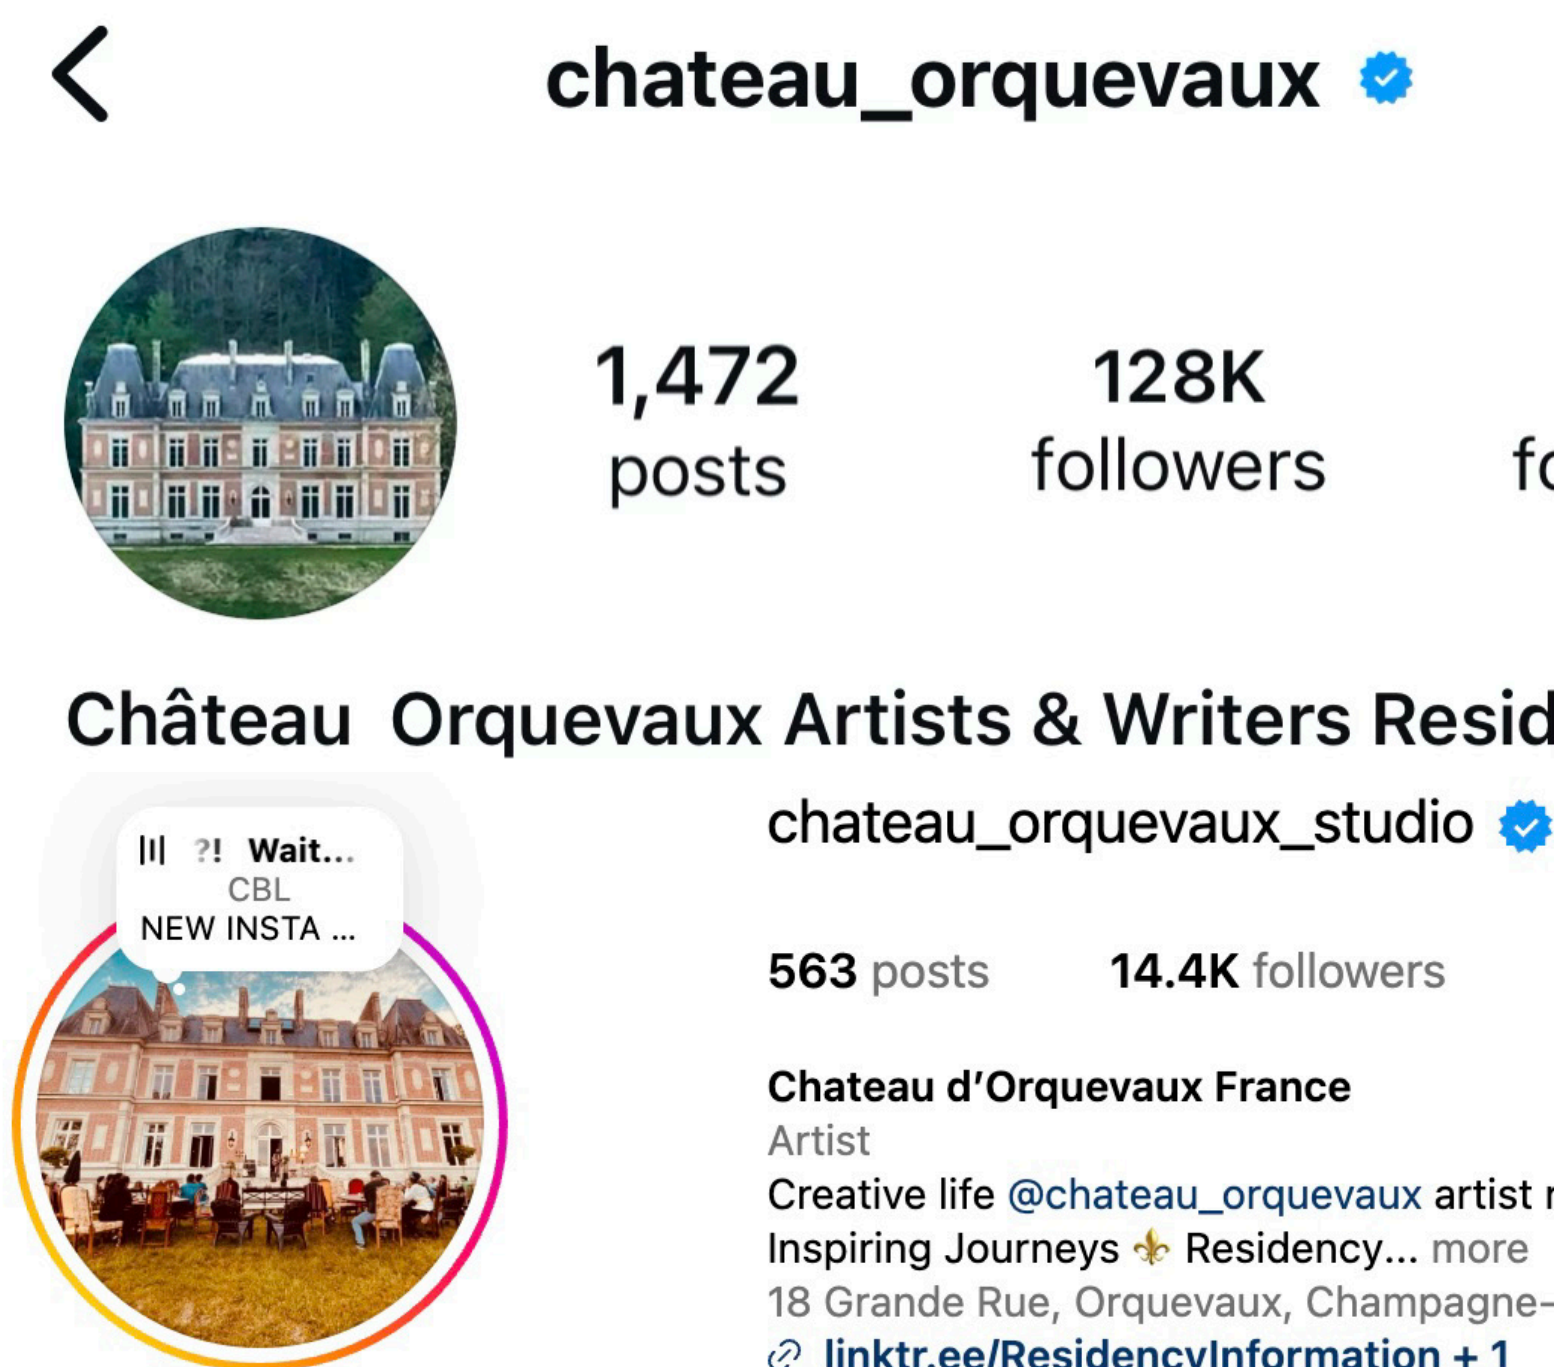 chateau_orquevaux
1,472
128K
posts
followers
Château Orquevaux Artists & Writers
?! Wait...
CBL
NEW INSTA ...
chateau_orquevaux_studio
563 posts 14.4K followers
Chateau d’Orquevaux France
Artist
Creative life @chateau_orquevaux artist
Inspiring Journeys ⚜️ Residency... more
18 Grande Rue, Orquevaux, Champagne-
linktr.ee/ResidencyInformation + 1